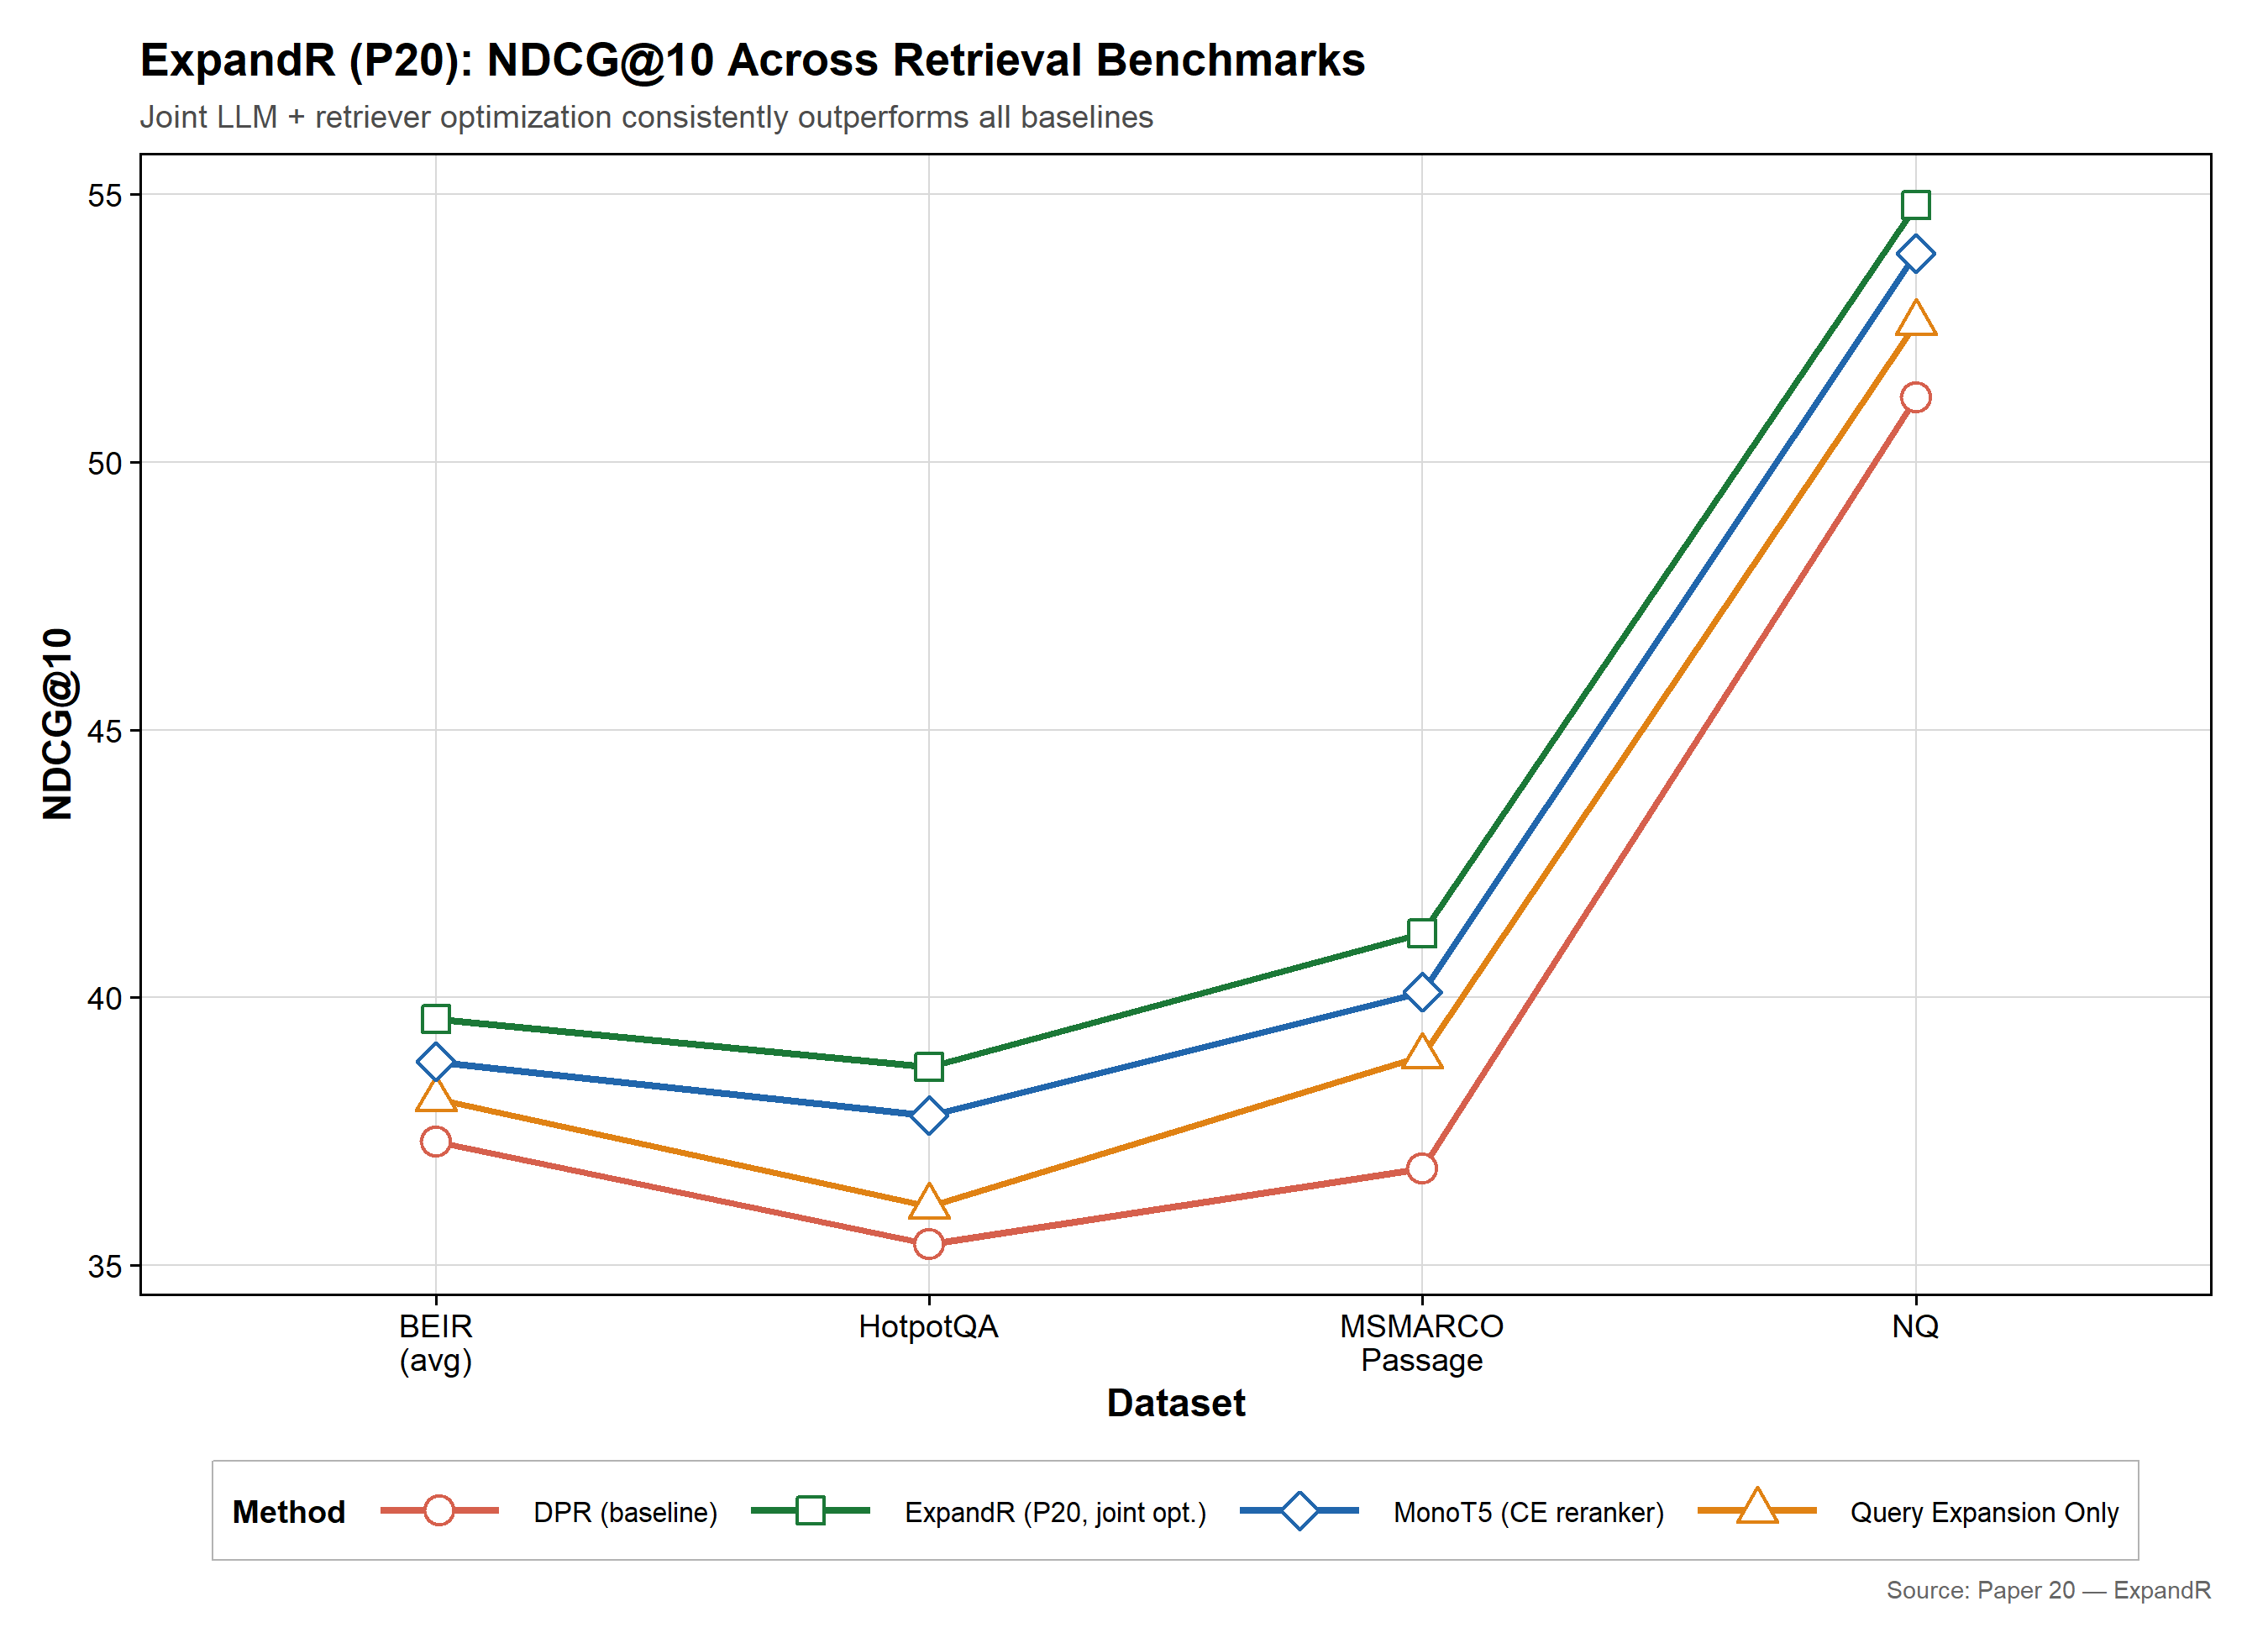 ExpandR (P20): NDCG@10 Across Retrieval Benchmarks
Joint LLM + retriever optimization consistently outperforms all baselines
NDCG@10
55
50
45
40
35
BEIR
(avg)
HotpotQA
MSMARCO
Passage
NQ
Dataset
Method DPR (baseline) ExpandR (P20, joint opt.) MonoT5 (CE reranker) Query Expansion Only
Source: Paper 20 — ExpandR